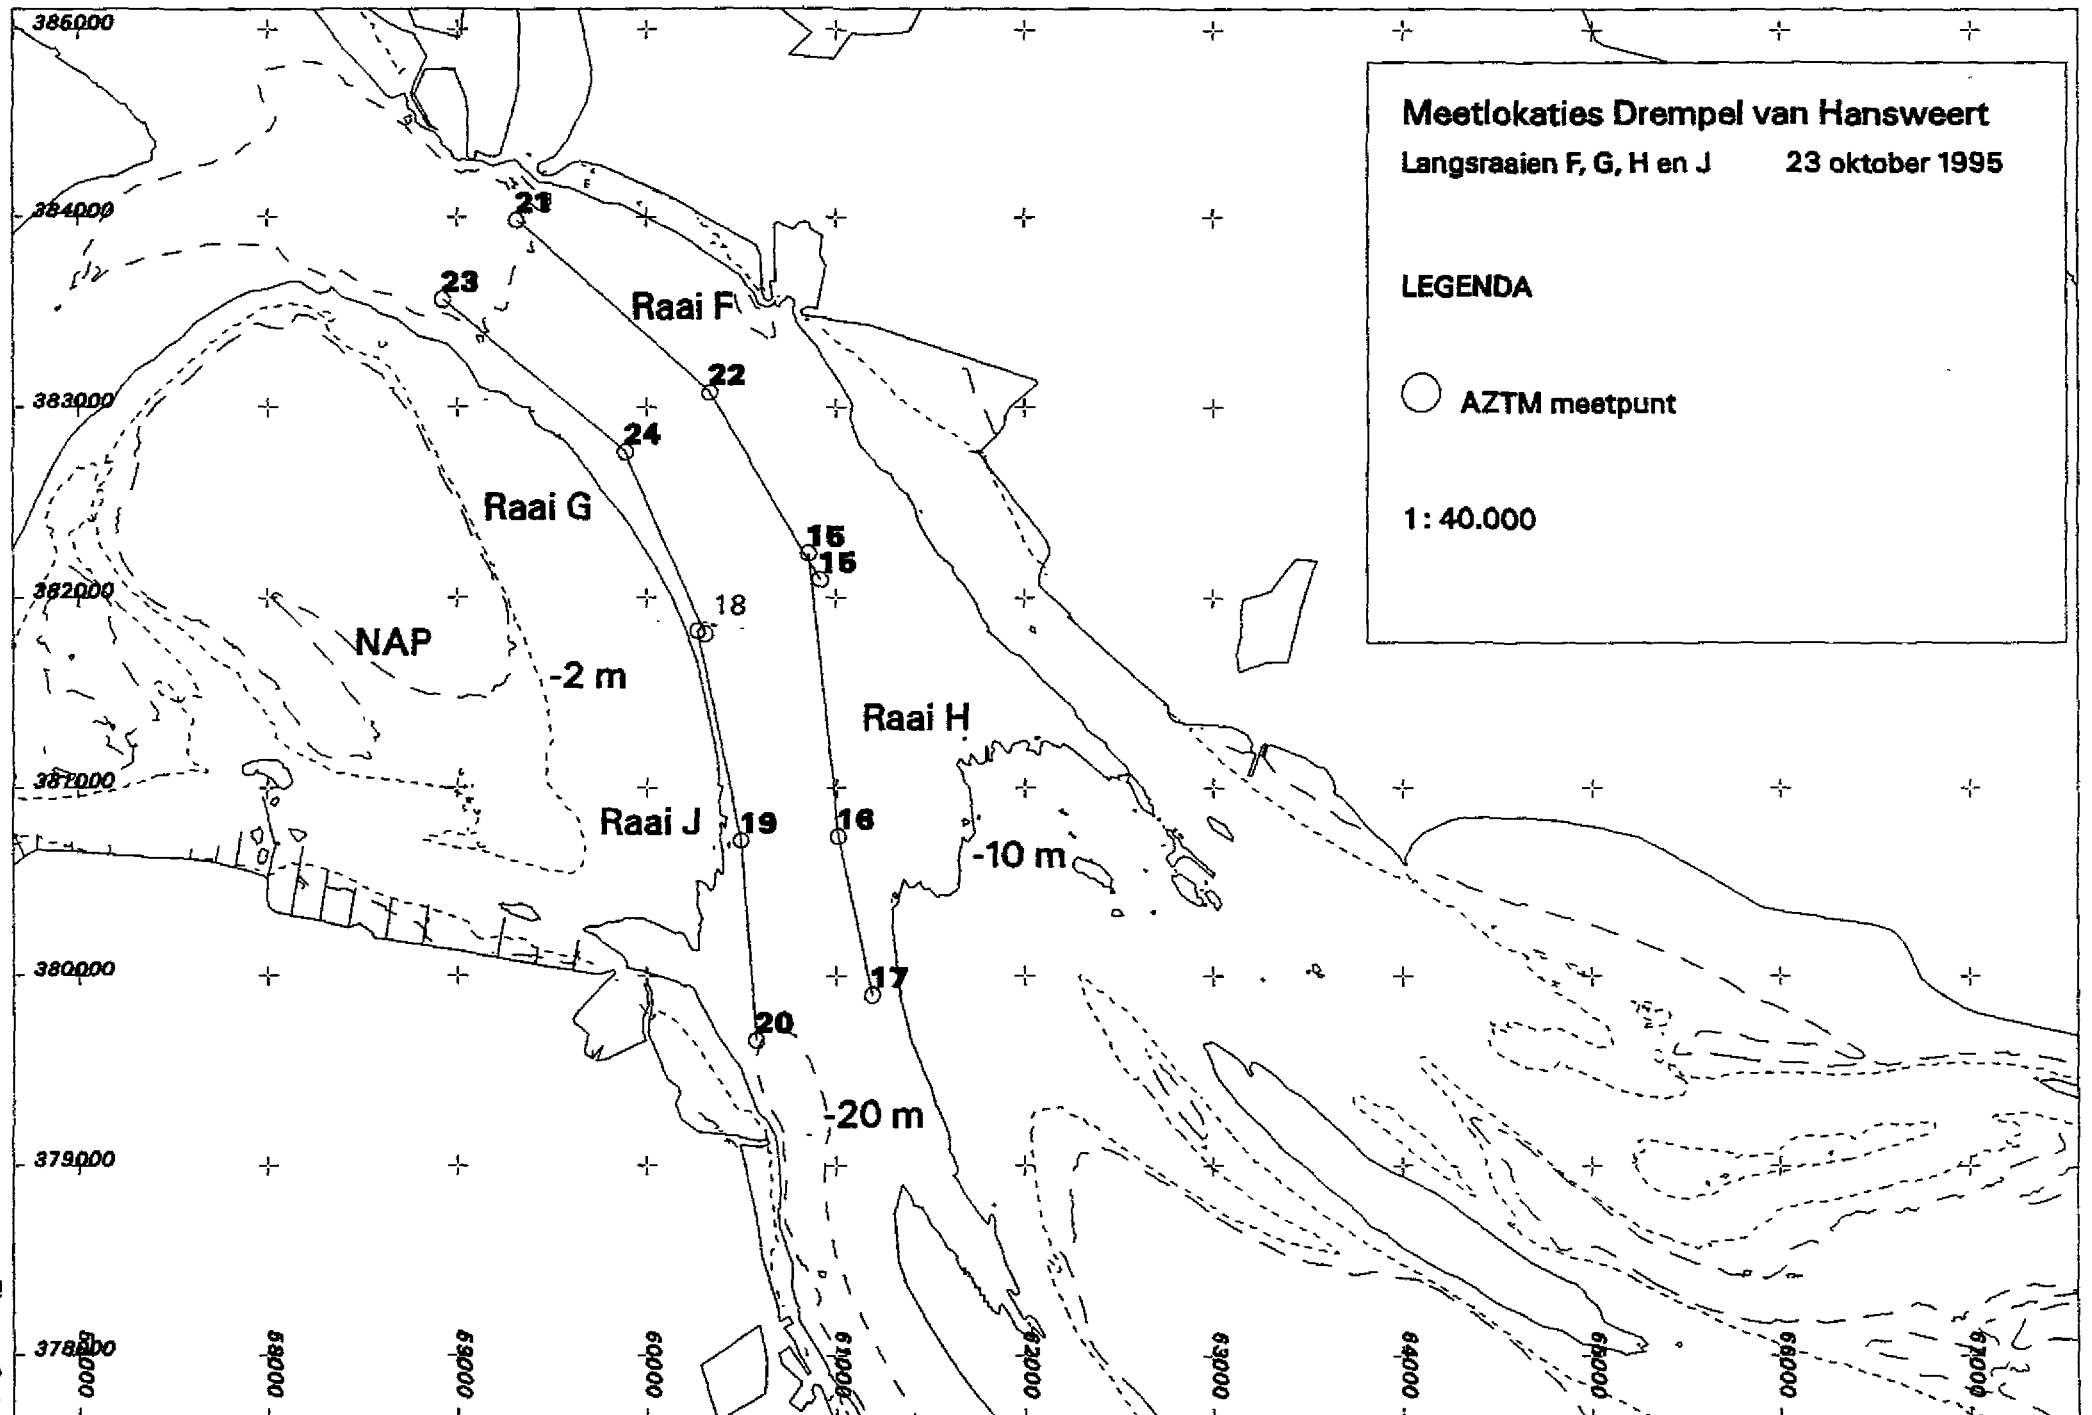 385000
Meetlokaties Drempel van Hansweert
Langsraaien F, G, H en J 23 oktober 1995
LEGENDA
AZTM meetpunt
1: 40.000
384000
21
23
Raai F
22
383000
24
Raai G
15
15
382000
18
NAP
-2 m
Raai H
381000
Raai J
19
16
-10 m
380000
17
20
-20 m
379000
378000
58000
59000
60000
61000
62000
63000
64000
65000
66000
67000